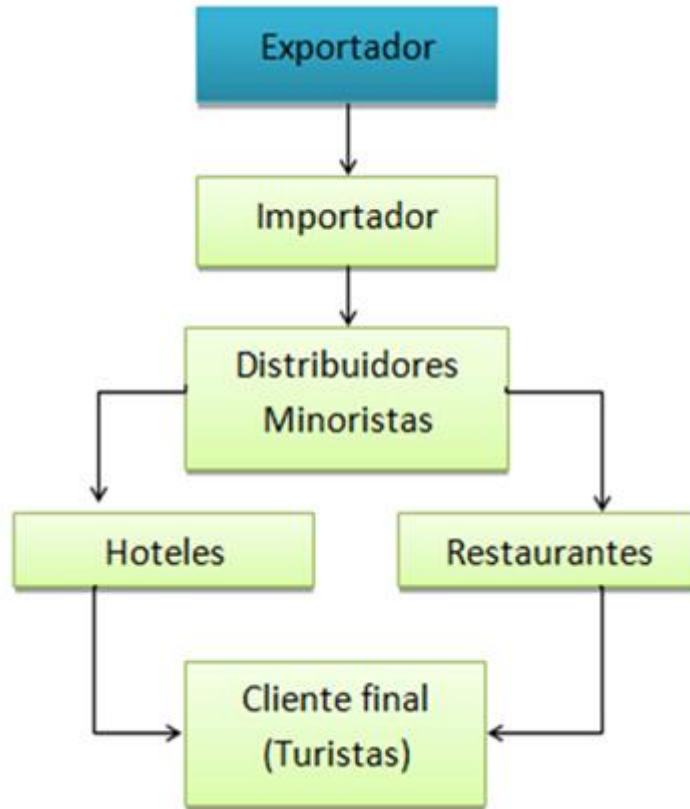 Exportador
Importador
Distribuidores
Minoristas
Hoteles
Restaurantes
Cliente final
(Turistas)